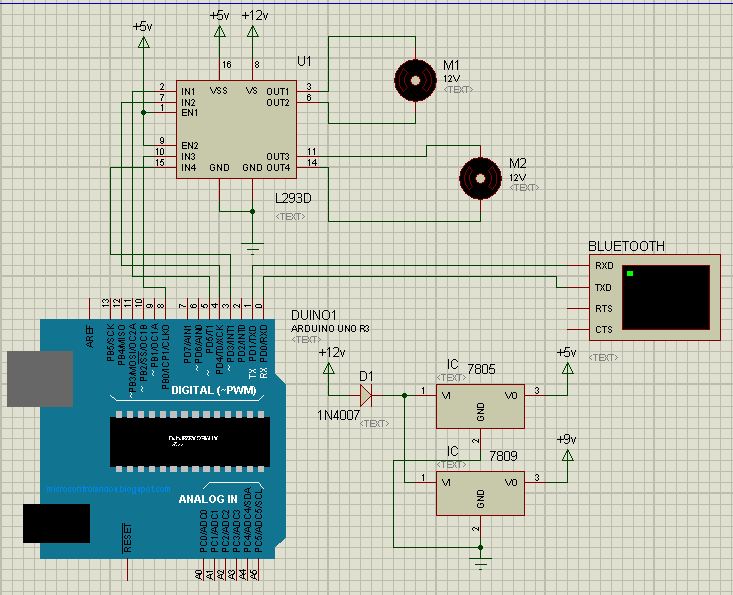 +5v
+12v
+5v
U1
16
8
2
7
1
9
10
15
IN1
IN2
EN1
EN2
IN3
IN4
VSS
VS
OUT1
OUT2
OUT3
OUT4
GND
GND
3
6
11
14
L293D
<TEXT>
M1
12V
<TEXT>
M2
12V
<TEXT>
BLUETOOTH
RXD
TXD
RTS
CTS
<TEXT>
DUINO1
ARDUINO UNO R3
<TEXT>
AREF
13
12
11
10
9
8
7
6
5
4
3
2
1
0
PB5/SCK
PB4/MISO
~PB3/MOSI/OC2A
~PB2/SS/OC1B
~PB1/OC1A
PB0/ICP1/CLKO
PD7/AIN1
~PD6/AIN0
~PD5/T1
PD4/T0/XCK
~PD3/INT1
PD2/INT0
PD1/TXD
PD0/RXD
TX
RX
DIGITAL (~PWM)
microcontrolandos.blogspot.com
ANALOG IN
RESET
PC0/ADC0
PC1/ADC1
PC2/ADC2
PC3/ADC3
PC4/ADC4/SDA
PC5/ADC5/SCL
A0
A1
A2
A3
A4
A5
+12v
D1
1N4007
<TEXT>
IC
7805
1
VI
VO
3
GND
2
<TEXT>
+5v
IC
7809
1
VI
VO
3
GND
2
<TEXT>
+9v